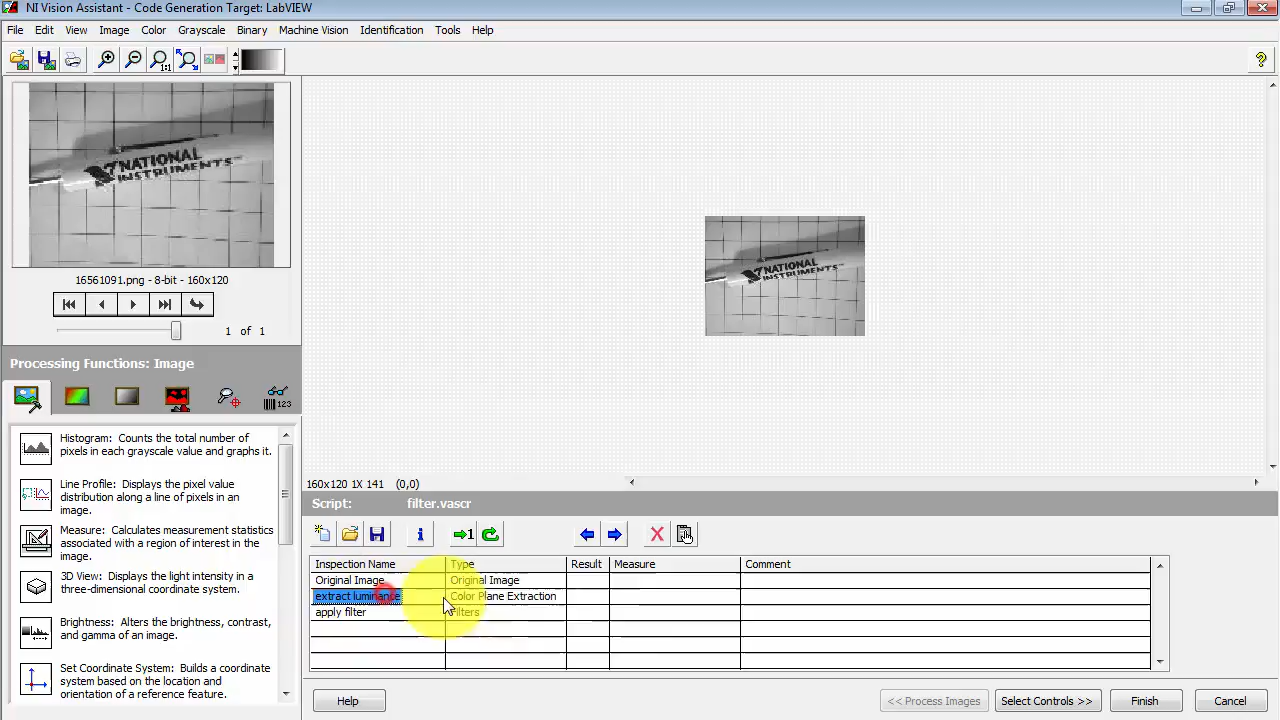 NI Vision Assistant - Code Generation Target: LabVIEW
File Edit View Image Color Grayscale Binary Machine Vision Identification Tools Help
1:1
?
NATIONAL
INSTRUMENTS
16561091.png - 8-bit - 160x120
1 of 1
NATIONAL
INSTRUMENTS
Processing Functions: Image
123
Histogram: Counts the total number of
pixels in each grayscale value and graphs it.
Line Profile: Displays the pixel value
distribution along a line of pixels in an
image.
Measure: Calculates measurement statistics
associated with a region of interest in the
image.
3D View: Displays the light intensity in a
three-dimensional coordinate system.
Brightness: Alters the brightness, contrast,
and gamma of an image.
Set Coordinate System: Builds a coordinate
system based on the location and
orientation of a reference feature.
160x120 1X 141 (0,0)
Script: filter.vascr
1
Inspection Name Type Result Measure Comment
Original Image Original Image
extract luminance Color Plane Extraction
apply filter Filters
Help << Process Images Select Controls >> Finish Cancel